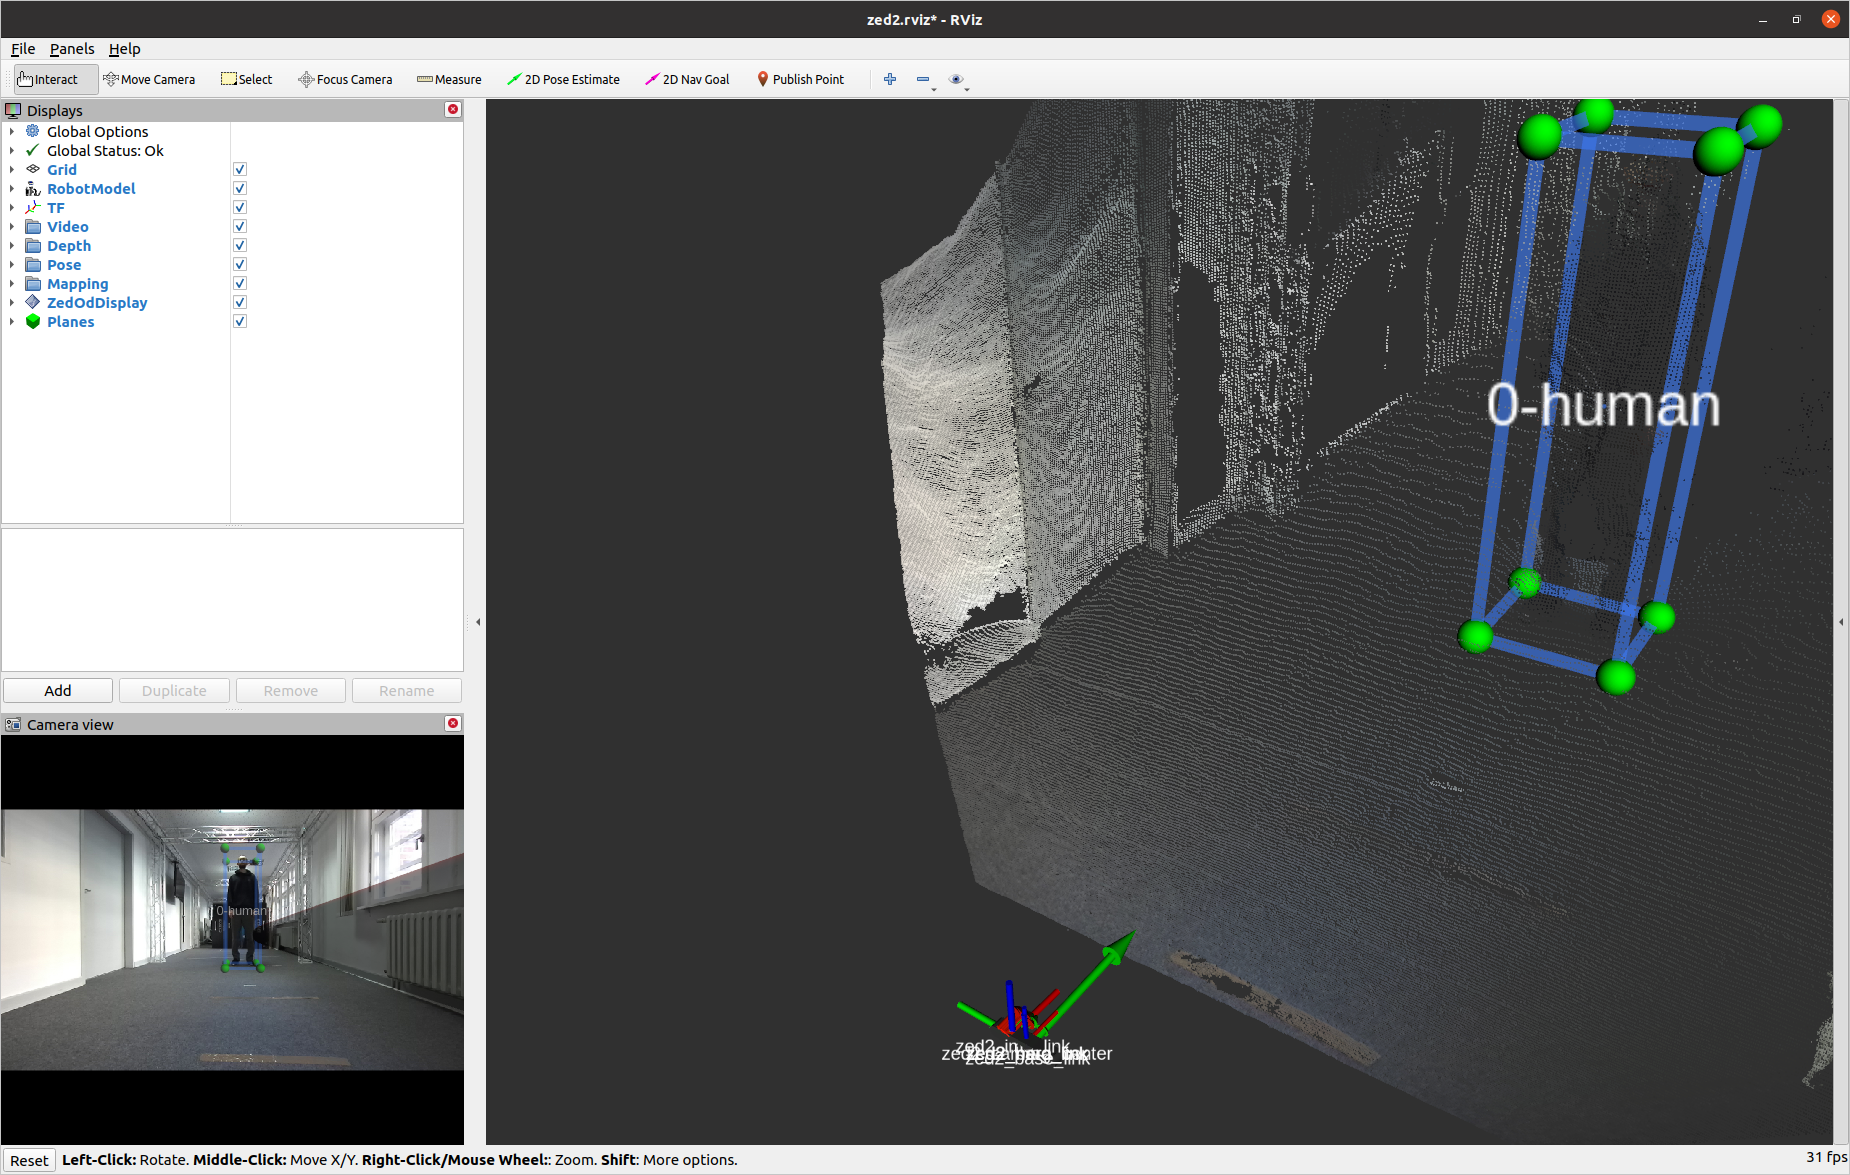 zed2.rviz* - RViz
File Panels Help
Interact Move Camera Select Focus Camera Measure 2D Pose Estimate 2D Nav Goal Publish Point
Displays
Global Options
Global Status: Ok
Grid
RobotModel
TF
Video
Depth
Pose
Mapping
ZedOdDisplay
Planes
0-human
Add Duplicate Remove Rename
Camera view
0-human
zed2_base_link
Reset Left-Click: Rotate. Middle-Click: Move X/Y. Right-Click/Mouse Wheel:: Zoom. Shift: More options.
31 fps